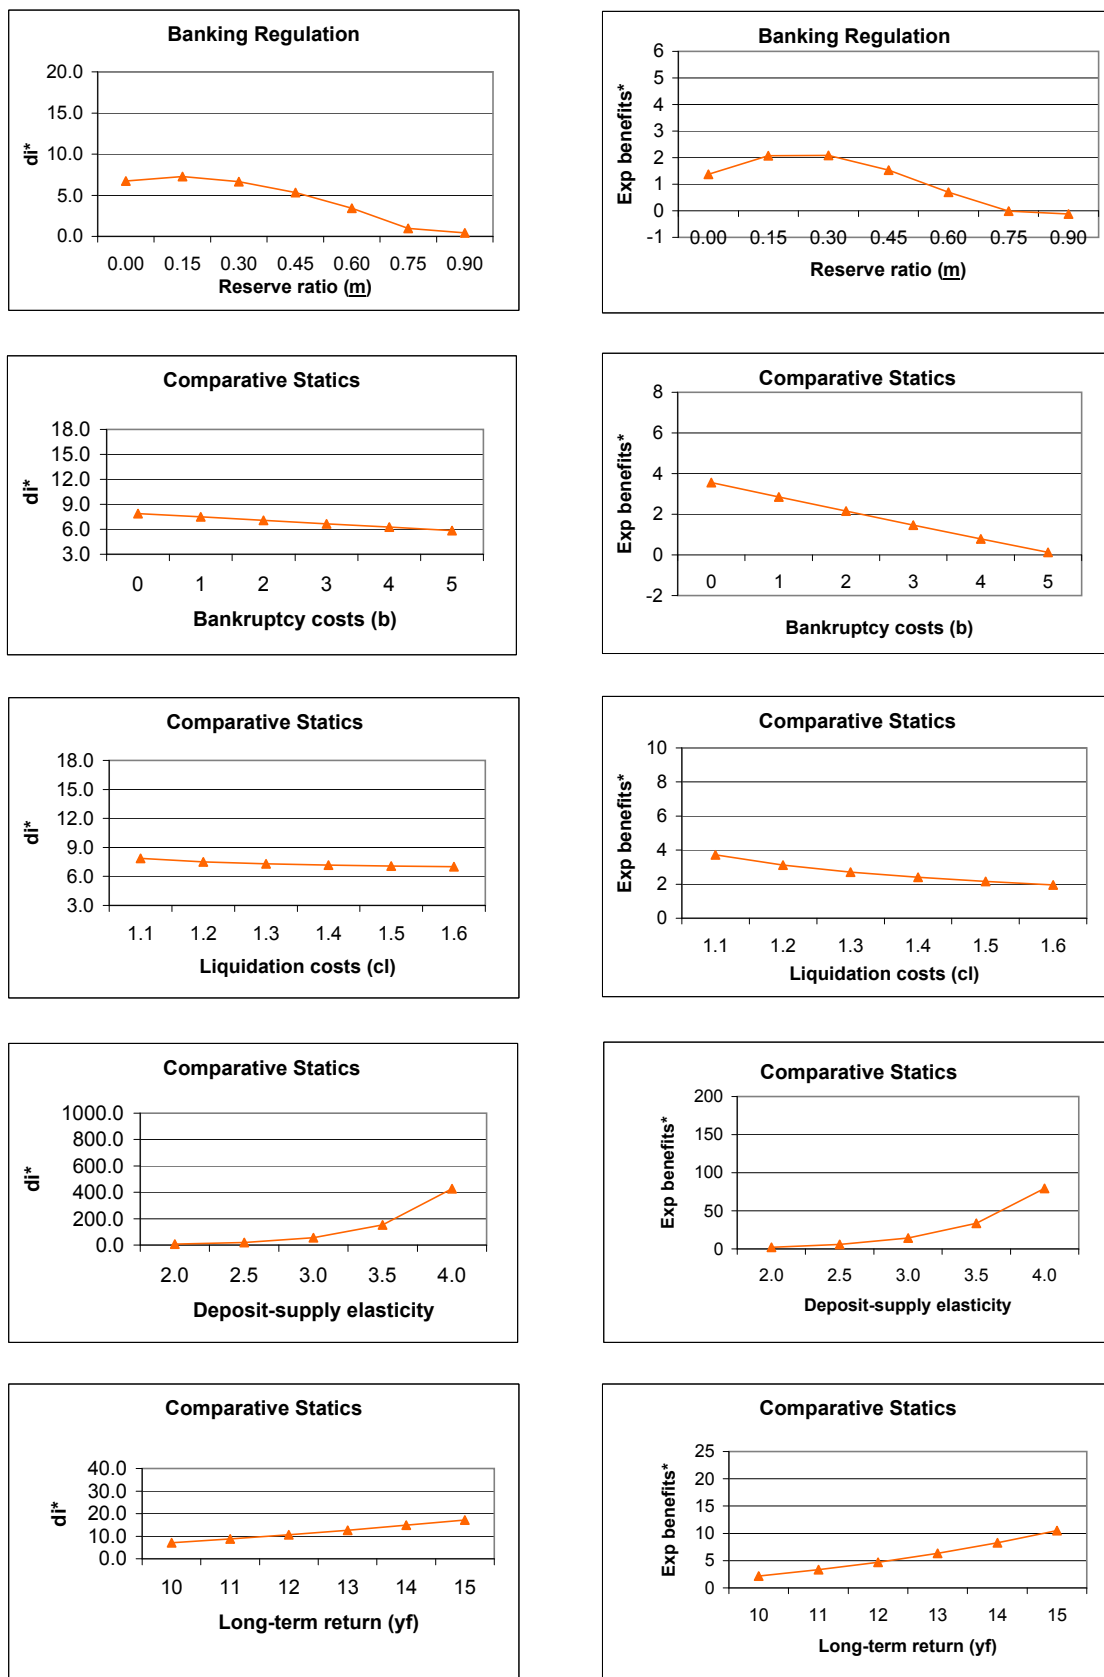 Banking Regulation
di*
20.0
15.0
10.0
5.0
0.0
0.00 0.15 0.30 0.45 0.60 0.75 0.90
Reserve ratio (m)
Banking Regulation
Exp benefits*
6
5
4
3
2
1
0
-1
0.00 0.15 0.30 0.45 0.60 0.75 0.90
Reserve ratio (m)
Comparative Statics
di*
18.0
15.0
12.0
9.0
6.0
3.0
0 1 2 3 4 5
Bankruptcy costs (b)
Comparative Statics
Exp benefits*
8
6
4
2
0
-2
0 1 2 3 4 5
Bankruptcy costs (b)
Comparative Statics
di*
18.0
15.0
12.0
9.0
6.0
3.0
1.1 1.2 1.3 1.4 1.5 1.6
Liquidation costs (cl)
Comparative Statics
Exp benefits*
10
8
6
4
2
0
1.1 1.2 1.3 1.4 1.5 1.6
Liquidation costs (cl)
Comparative Statics
di*
1000.0
800.0
600.0
400.0
200.0
0.0
2.0 2.5 3.0 3.5 4.0
Deposit-supply elasticity
Comparative Statics
Exp benefits*
200
150
100
50
0
2.0 2.5 3.0 3.5 4.0
Deposit-supply elasticity
Comparative Statics
di*
40.0
30.0
20.0
10.0
0.0
10 11 12 13 14 15
Long-term return (yf)
Comparative Statics
Exp benefits*
25
20
15
10
5
0
10 11 12 13 14 15
Long-term return (yf)